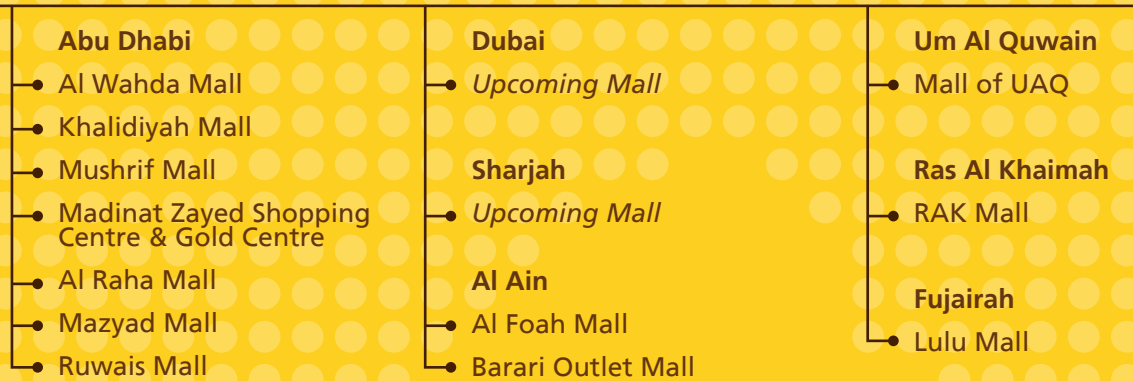 Abu Dhabi
Al Wahda Mall
Khalidiyah Mall
Mushrif Mall
Madinat Zayed Shopping
Centre & Gold Centre
Al Raha Mall
Mazyad Mall
Ruwais Mall
Dubai
Upcoming Mall
Sharjah
Upcoming Mall
Al Ain
Al Foah Mall
Barari Outlet Mall
Um Al Quwain
Mall of UAQ
Ras Al Khaimah
RAK Mall
Fujairah
Lulu Mall